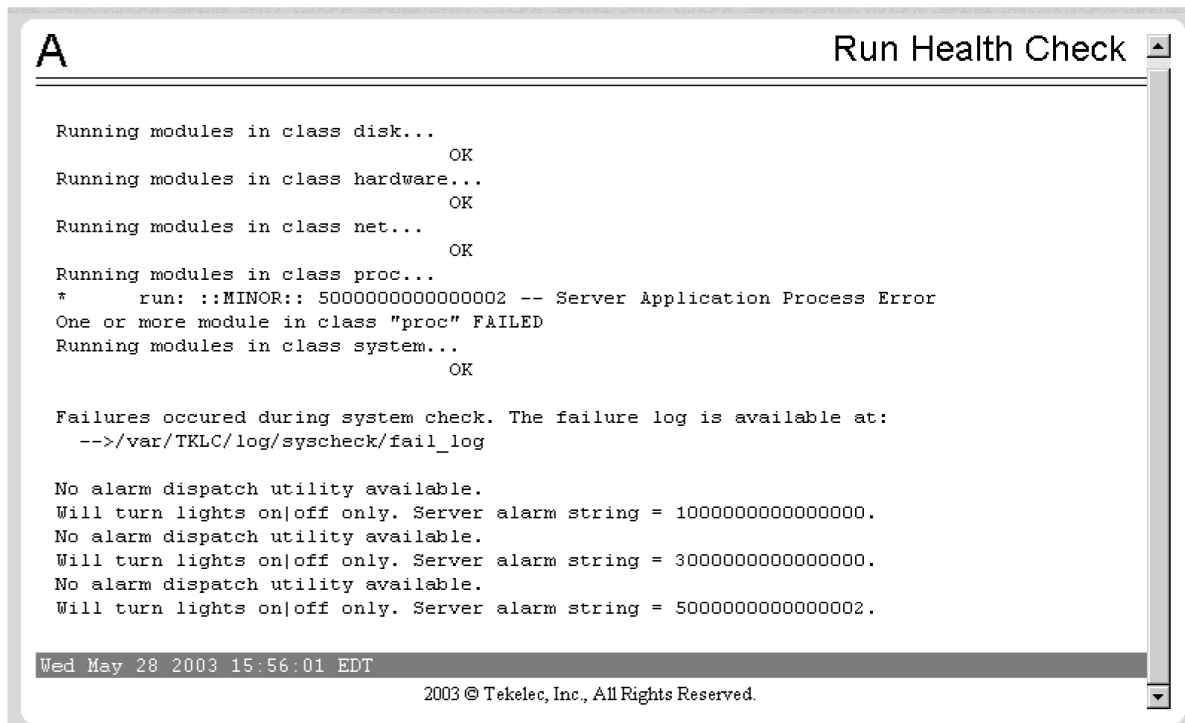 A
Run Health Check
Running modules in class disk...
OK
Running modules in class hardware...
OK
Running modules in class net...
OK
Running modules in class proc...
* run: ::MINOR:: 5000000000000002 -- Server Application Process Error
One or more module in class "proc" FAILED
Running modules in class system...
OK
Failures occured during system check. The failure log is available at:
-->/var/TKLC/log/syscheck/fail_log
No alarm dispatch utility available.
Will turn lights on|off only. Server alarm string = 1000000000000000.
No alarm dispatch utility available.
Will turn lights on|off only. Server alarm string = 3000000000000000.
No alarm dispatch utility available.
Will turn lights on|off only. Server alarm string = 5000000000000002.
Wed May 28 2003 15:56:01 EDT
2003 © Tekelec, Inc., All Rights Reserved.